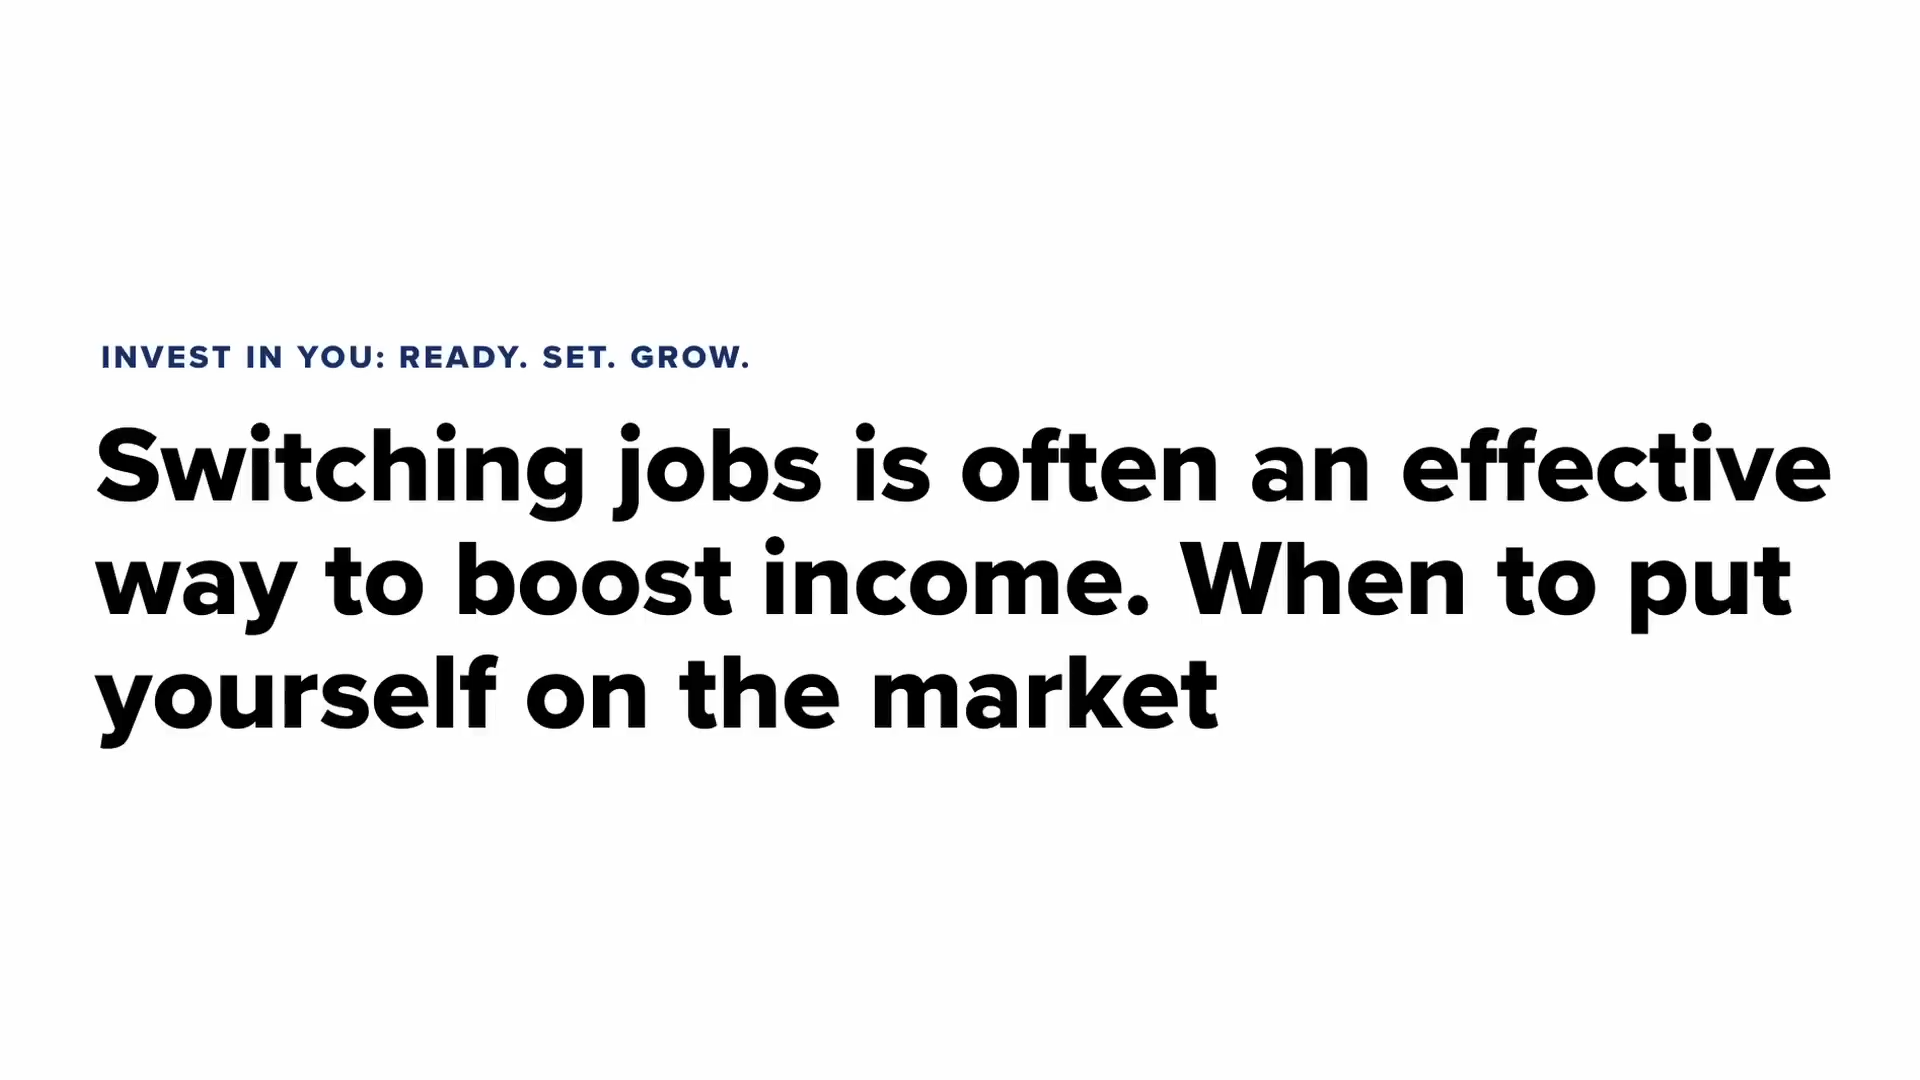 INVEST IN YOU: READY. SET. GROW.
Switching jobs is often an effective
way to boost income. When to put
yourself on the market